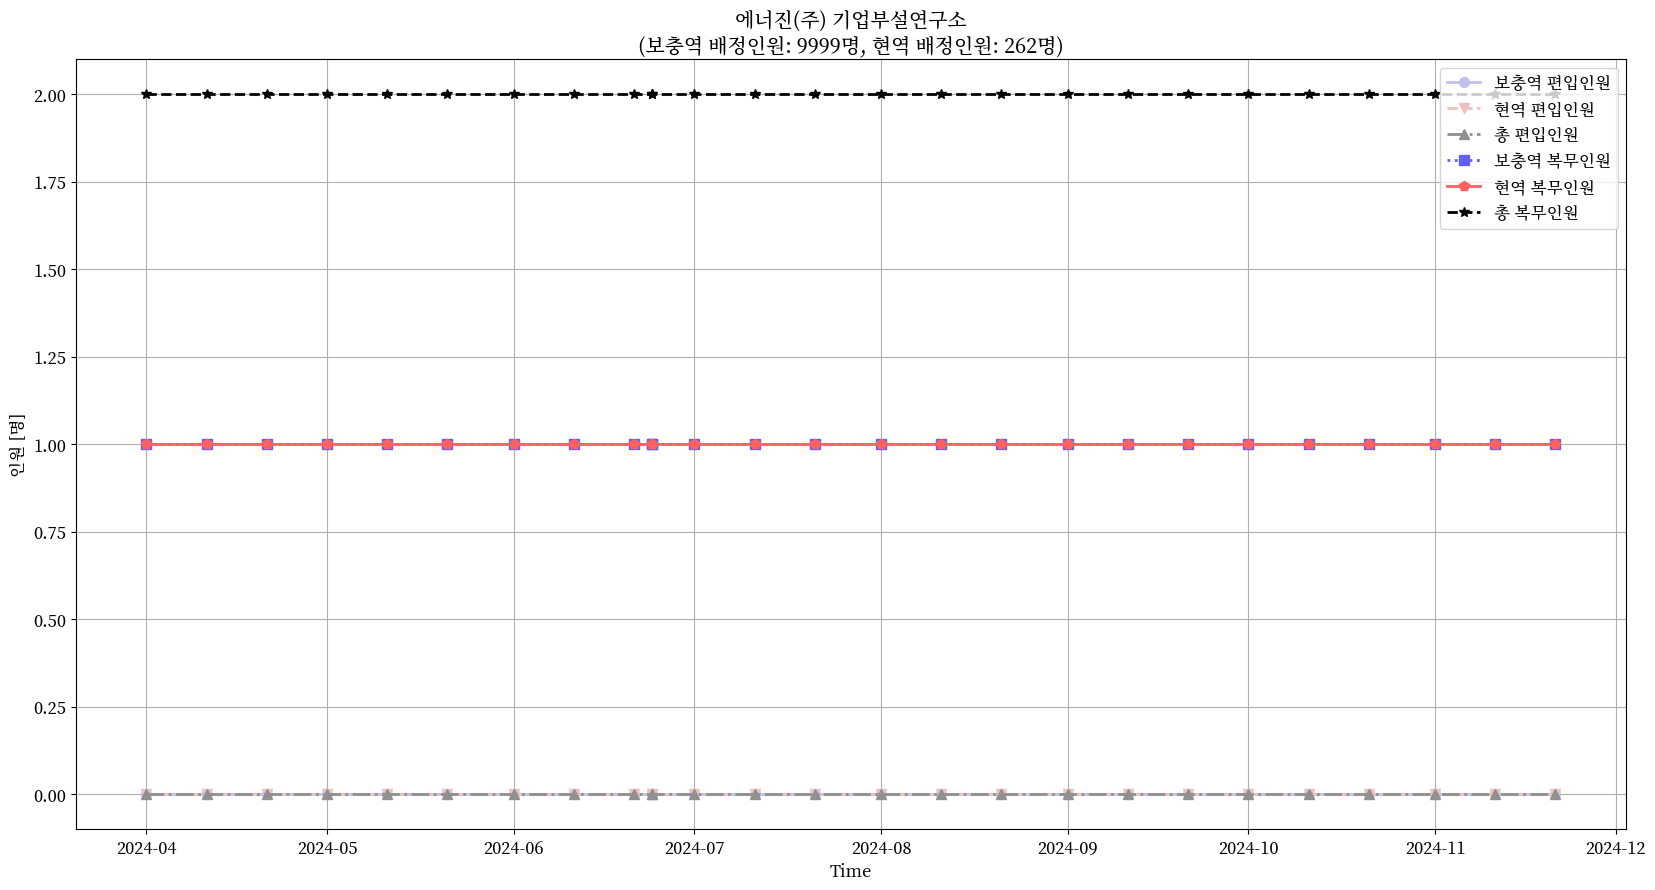 에너진(주) 기업부설연구소
(보충역 배정인원: 9999명, 현역 배정인원: 262명)
보충역 편입인원
현역 편입인원
총 편입인원
보충역 복무인원
현역 복무인원
총 복무인원
인원 [명]
2.00
1.75
1.50
1.25
1.00
0.75
0.50
0.25
0.00
2024-04 2024-05 2024-06 2024-07 2024-08 2024-09 2024-10 2024-11 2024-12
Time